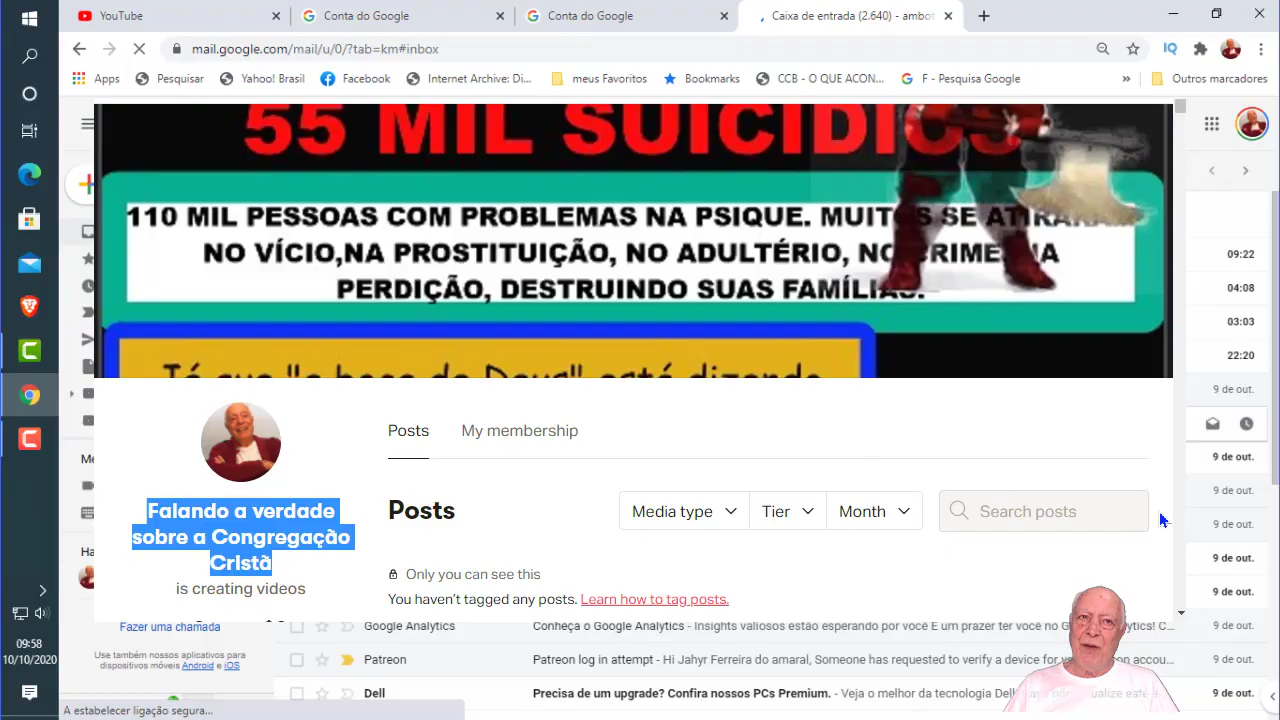 YouTube
Conta do Google
Conta do Google
Caixa de entrada (2.640) - ambot
mail.google.com/mail/u/0/?tab=km#inbox
Apps
Pesquisar
Yahoo! Brasil
Facebook
Internet Archive: Di...
meus Favoritos
Bookmarks
CCB - O QUE ACON...
F - Pesquisa Google
»
Outros marcadores
55 MIL SUICÍDIOS
110 MIL PESSOAS COM PROBLEMAS NA PSIQUE. MUITOS SE ATIRARAM
NO VÍCIO,NA PROSTITUIÇÃO, NO ADULTÉRIO, NO CRIME, NA
PERDIÇÃO, DESTRUINDO SUAS FAMÍLIAS.
09:22
04:08
03:03
22:20
9 de out.
9 de out.
9 de out.
9 de out.
9 de out.
9 de out.
Me
Ha
Posts
My membership
Falando a verdade
sobre a Congregação
Cristã
is creating videos
Posts
Media type
Tier
Month
Search posts
Only you can see this
You haven't tagged any posts. Learn how to tag posts.
Fazer uma chamada
Use também nossos aplicativos para
dispositivos móveis Android e iOS
Google Analytics
Conheça o Google Analytics - Insights valiosos estão esperando por você E um prazer ter você no
9 de out.
Patreon
Patreon log in attempt - Hi Jahyr Ferreira do amaral, Someone has requested to verify a device for
9 de out.
Dell
Precisa de um upgrade? Confira nossos PCs Premium. - Veja o melhor da tecnologia Dell
9 de out.
A estabelecer ligação segura...
09:58
10/10/2020